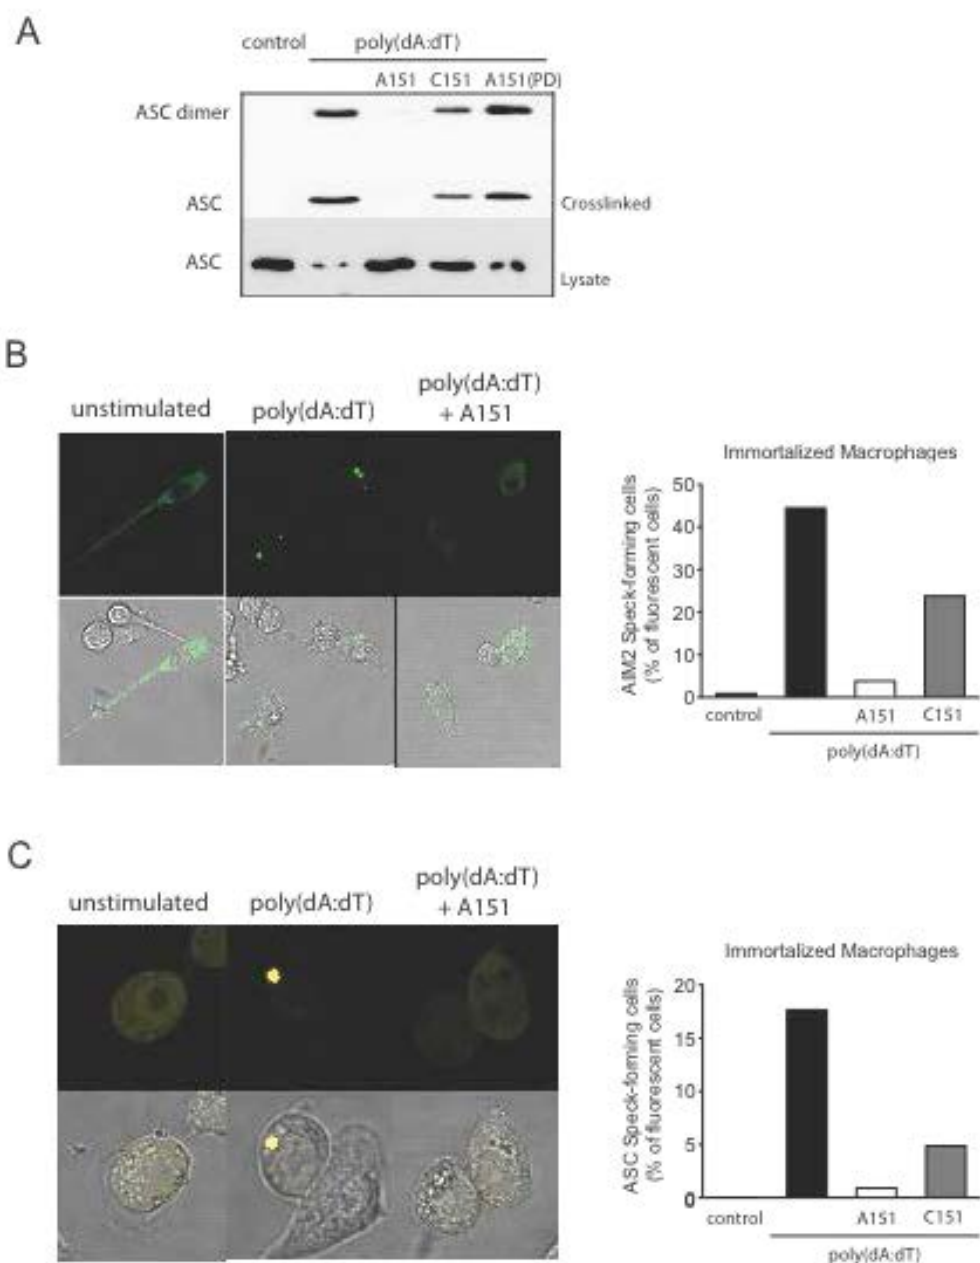 A
control poly(dA:dT)
A151 C151 A151(PD)
ASC dimer
ASC
Crosslinked
ASC
Lysate
B
unstimulated
poly(dA:dT)
poly(dA:dT)
+ A151
Immortalized Macrophages
AIM2 Speck-forming cells
(% of fluorescent cells)
50
40
30
20
10
0
control
A151
C151
poly(dA:dT)
C
unstimulated
poly(dA:dT)
poly(dA:dT)
+ A151
Immortalized Macrophages
ASC Speck-forming cells
(% of fluorescent cells)
20
15
10
5
0
control
A151
C151
poly(dA:dT)